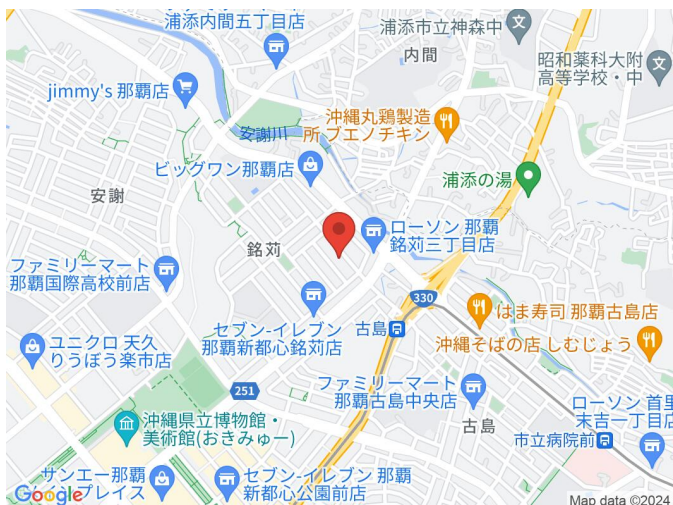 浦添内間五丁目店
浦添市立神森中
内間
昭和薬科大附
高等学校・中
jimmy's 那覇店
沖縄丸鶏製造
所 ブエノチキン
安謝川
ビッグワン那覇店
浦添の湯
安謝
ローソン 那覇
銘苅三丁目店
銘苅
ファミリーマート
那覇国際高校前店
330
はま寿司 那覇古島店
セブン-イレブン
那覇新都心銘苅店
古島
沖縄そばの店 しむじょう
ユニクロ 天久
りうぼう楽市店
251
ファミリーマート
那覇古島中央店
ローソン 首里
末吉一丁目店
沖縄県立博物館・
美術館(おきみゅー)
古島
市立病院前
サンエー那覇
プレイス
セブン-イレブン 那覇
新都心公園前店
Google
Map data ©2024